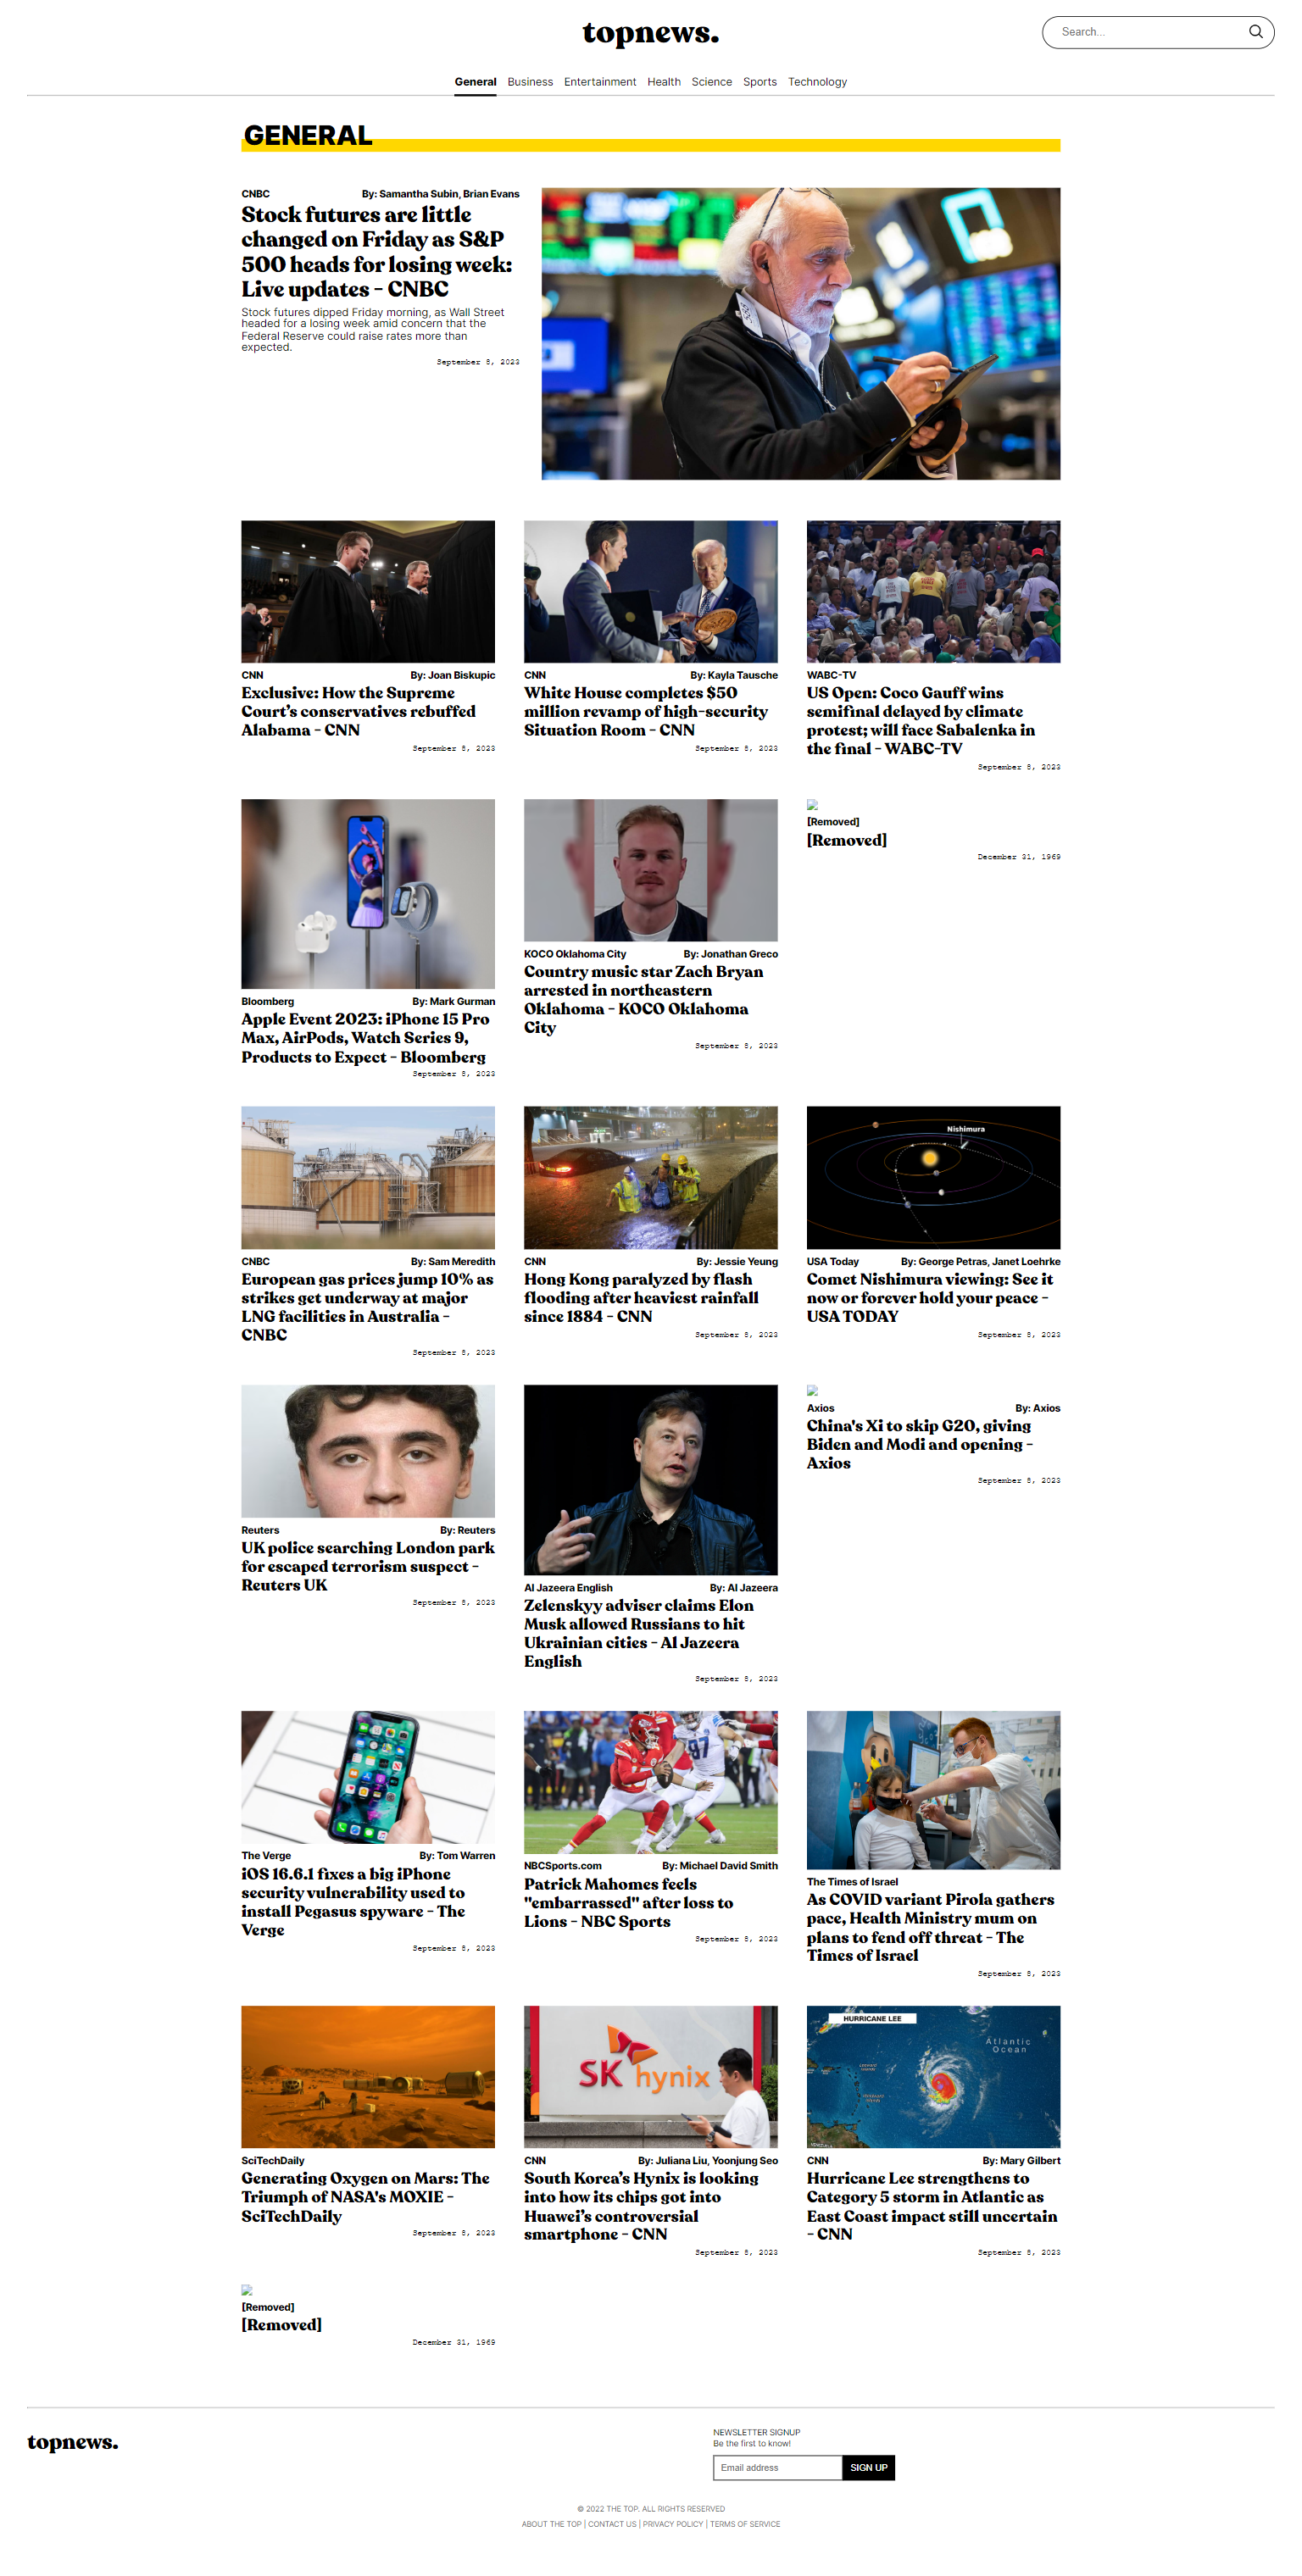 topnews.
Search...
General Business Entertainment Health Science Sports Technology
GENERAL
CNBC By: Samantha Subin, Brian Evans
Stock futures are little
changed on Friday as S&P
500 heads for losing week:
Live updates - CNBC
Stock futures dipped Friday morning, as Wall Street
headed for a losing week amid concern that the
Federal Reserve could raise rates more than
expected.
September 8, 2023
CNN By: Joan Biskupic
Exclusive: How the Supreme
Court's conservatives rebuffed
Alabama - CNN
September 8, 2023
CNN By: Kayla Tausche
White House completes $50
million revamp of high-security
Situation Room - CNN
September 8, 2023
WABC-TV
US Open: Coco Gauff wins
semifinal delayed by climate
protest; will face Sabalenka in
the final - WABC-TV
September 8, 2023
Bloomberg By: Mark Gurman
Apple Event 2023: iPhone 15 Pro
Max, AirPods, Watch Series 9,
Products to Expect - Bloomberg
September 8, 2023
KOCO Oklahoma City By: Jonathan Greco
Country music star Zach Bryan
arrested in northeastern
Oklahoma - KOCO Oklahoma
City
September 8, 2023
[Removed]
[Removed]
December 31, 1969
CNBC By: Sam Meredith
European gas prices jump 10% as
strikes get underway at major
LNG facilities in Australia -
CNBC
September 8, 2023
CNN By: Jessie Yeung
Hong Kong paralyzed by flash
flooding after heaviest rainfall
since 1884 - CNN
September 8, 2023
Nishimura
USA Today By: George Petras, Janet Loehrke
Comet Nishimura viewing: See it
now or forever hold your peace -
USA TODAY
September 8, 2023
Reuters By: Reuters
UK police searching London park
for escaped terrorism suspect -
Reuters UK
September 8, 2023
Al Jazeera English By: Al Jazeera
Zelenskyy adviser claims Elon
Musk allowed Russians to hit
Ukrainian cities - Al Jazeera
English
September 8, 2023
Axios By: Axios
China's Xi to skip G20, giving
Biden and Modi and opening -
Axios
September 8, 2023
The Verge By: Tom Warren
iOS 16.6.1 fixes a big iPhone
security vulnerability used to
install Pegasus spyware - The
Verge
September 8, 2023
97
NBCSports.com By: Michael David Smith
Patrick Mahomes feels
"embarrassed" after loss to
Lions - NBC Sports
September 8, 2023
The Times of Israel
As COVID variant Pirola gathers
pace, Health Ministry mum on
plans to fend off threat - The
Times of Israel
September 8, 2023
SciTechDaily
Generating Oxygen on Mars: The
Triumph of NASA's MOXIE -
SciTechDaily
September 8, 2023
SK hynix
CNN By: Juliana Liu, Yoonjung Seo
South Korea's Hynix is looking
into how its chips got into
Huawei's controversial
smartphone - CNN
September 8, 2023
HURRICANE LEE
Atlantic
Ocean
CNN By: Mary Gilbert
Hurricane Lee strengthens to
Category 5 storm in Atlantic as
East Coast impact still uncertain
- CNN
September 8, 2023
[Removed]
[Removed]
December 31, 1969
topnews.
NEWSLETTER SIGNUP
Be the first to know!
Email address SIGN UP
© 2022 THE TOP. ALL RIGHTS RESERVED
ABOUT THE TOP | CONTACT US | PRIVACY POLICY | TERMS OF SERVICE